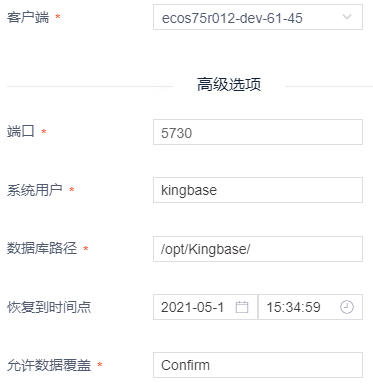 客户端 * ecos75r012-dev-61-45
高级选项
端口 * 5730
系统用户 * kingbase
数据库路径 * /opt/Kingbase/
恢复到时间点 2021-05-1 15:34:59
允许数据覆盖 * Confirm